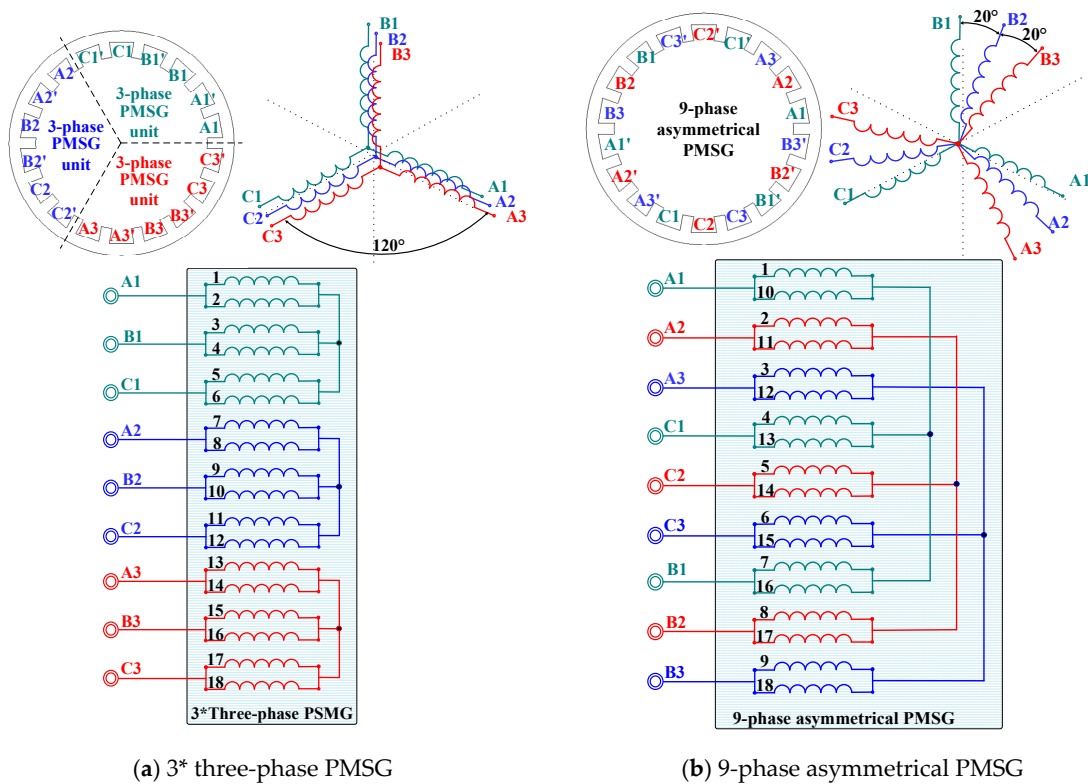 C1'
C1
B1'
B1
A1'
A1
C3'
C3
B3'
B3
A3'
A3
C2'
C2
B2'
B2
A2'
A2
3-phase
PMSG
unit
3-phase
PMSG
unit
3-phase
PMSG
unit
B1
B2
B3
C1
C2
C3
A1
A2
A3
120°
A1
1
2
B1
3
4
C1
5
6
A2
7
8
B2
9
10
C2
11
12
A3
13
14
B3
15
16
C3
17
18
3*Three-phase PSMG
(a) 3* three-phase PMSG
C2'
C1'
A3
A2
A1
B3'
B2'
B1'
C3
C2
C1
A3'
A2'
A1'
B3
B2
B1
C3'
9-phase
asymmetrical
PMSG
B1
20°
B2
20°
B3
C3
C2
C1
A1
A2
A3
A1
1
10
A2
2
11
A3
3
12
C1
4
13
C2
5
14
C3
6
15
B1
7
16
B2
8
17
B3
9
18
9-phase asymmetrical PMSG
(b) 9-phase asymmetrical PMSG